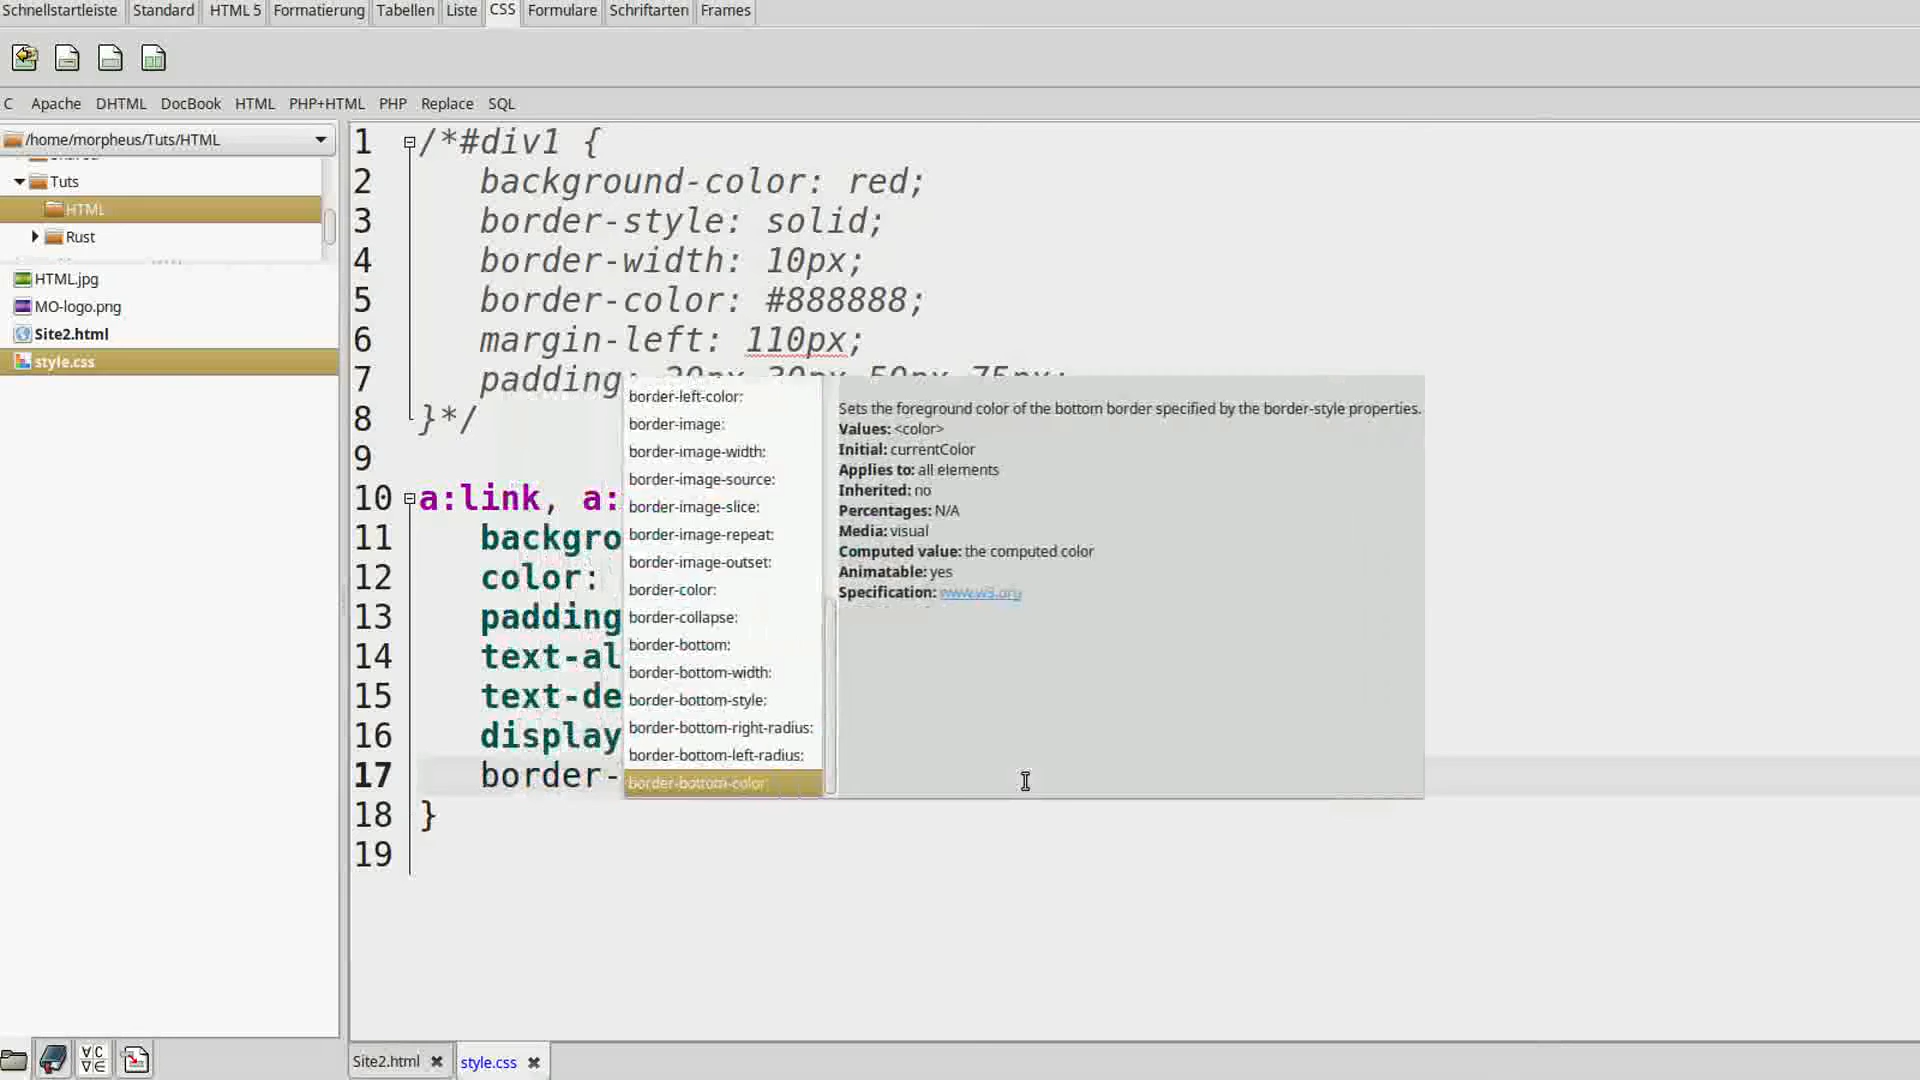 Schnellstartleiste Standard HTML 5 Formatierung Tabellen Liste CSS Formulare Schriftarten Frames
C Apache DHTML DocBook HTML PHP+HTML PHP Replace SQL
/home/morpheus/Tuts/HTML
Tuts
HTML
Rust
HTML.jpg
MO-logo.png
Site2.html
style.css
1 /*#div1 {
2 background-color: red;
3 border-style: solid;
4 border-width: 10px;
5 border-color: #888888;
6 margin-left: 110px;
7 padding: 20px 30px 50px 75px;
8 }*/
9
10 a:link, a:
11 backgro
12 color:
13 padding
14 text-al
15 text-de
16 display
17 border-
18 }
19
border-left-color:
border-image:
border-image-width:
border-image-source:
border-image-slice:
border-image-repeat:
border-image-outset:
border-color:
border-collapse:
border-bottom:
border-bottom-width:
border-bottom-style:
border-bottom-right-radius:
border-bottom-left-radius:
border-bottom-color:
Sets the foreground color of the bottom border specified by the border-style properties.
Values: <color>
Initial: currentColor
Applies to: all elements
Inherited: no
Percentages: N/A
Media: visual
Computed value: the computed color
Animatable: yes
Specification: www.w3.org
Site2.html style.css